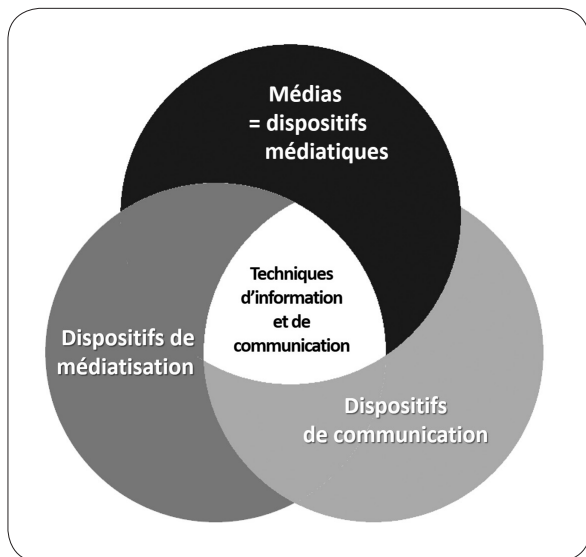 Médias
= dispositifs
médiatiques
Techniques
d'information
et de
communication
Dispositifs de
médiatisation
Dispositifs
de communication